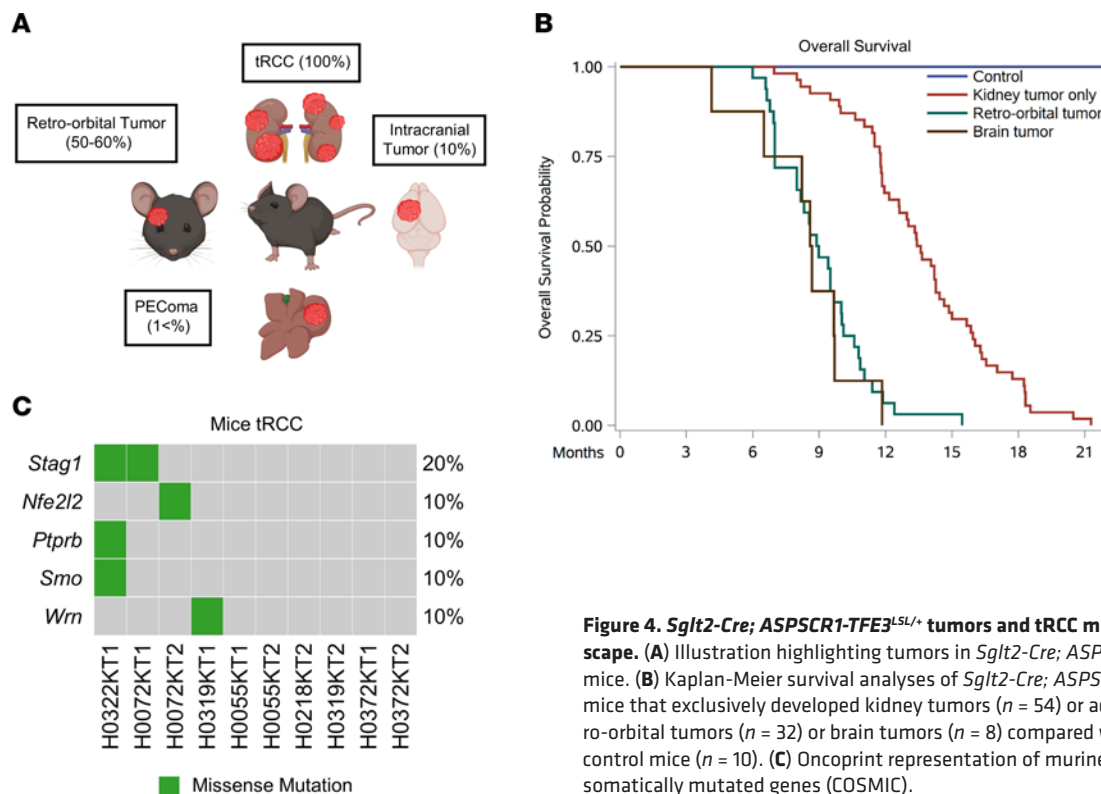 A
tRCC (100%)
Retro-orbital Tumor
(50-60%)
Intracranial
Tumor (10%)
PEComa
(1<%)
B
Overall Survival
Overall Survival Probability
1.00
0.75
0.50
0.25
0.00
Control
Kidney tumor only
Retro-orbital tumor
Brain tumor
Months 0 3 6 9 12 15 18 21
C
Mice tRCC
Stag1 20%
Nfe2l2 10%
Ptprb 10%
Smo 10%
Wrn 10%
H0322KT1
H0072KT1
H0072KT2
H0319KT1
H0055KT1
H0055KT2
H0218KT2
H0319KT2
H0372KT1
H0372KT2
Missense Mutation
Figure 4. Sglt2-Cre; ASPSCR1-TFE3LSL/+ tumors and tRCC m
scape. (A) Illustration highlighting tumors in Sglt2-Cre; ASP
mice. (B) Kaplan-Meier survival analyses of Sglt2-Cre; ASPS
mice that exclusively developed kidney tumors (n = 54) or a
ro-orbital tumors (n = 32) or brain tumors (n = 8) compared
control mice (n = 10). (C) Oncoprint representation of murine
somatically mutated genes (COSMIC).